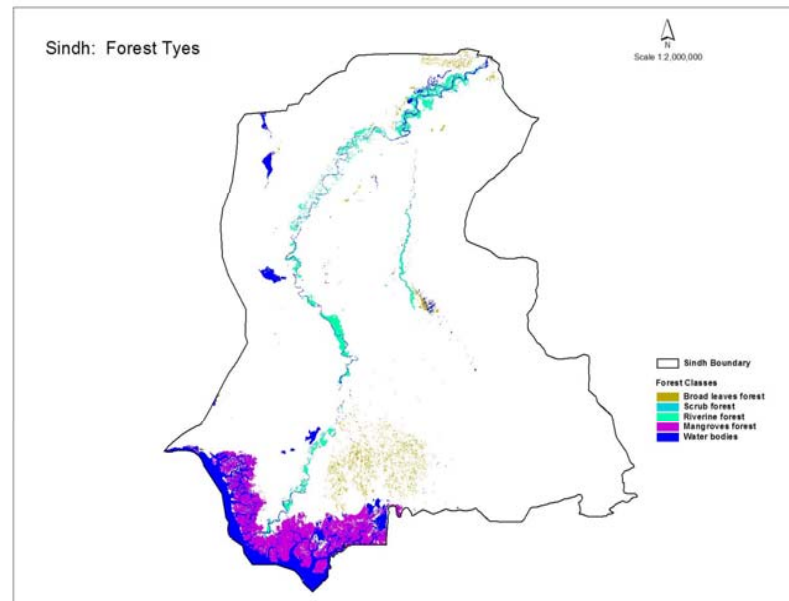 Sindh: Forest Tyes
N
Scale 1:2,000,000
Sindh Boundary
Forest Classes
Broad leaves forest
Scrub forest
Riverine forest
Mangroves forest
Water bodies